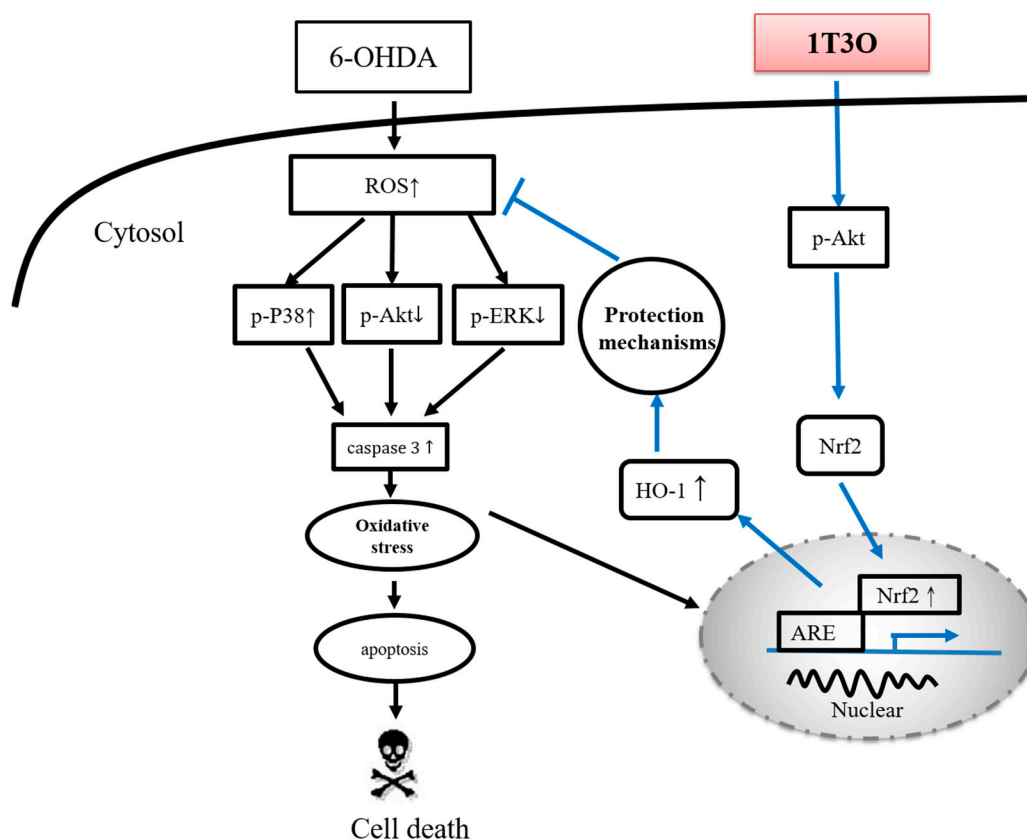 6-OHDA
1T3O
ROS↑
Cytosol
p-Akt
p-P38↑
p-Akt↓
p-ERK↓
Protection
mechanisms
caspase 3 ↑
Nrf2
HO-1 ↑
Oxidative
stress
Nrf2 ↑
ARE
apoptosis
Nuclear
Cell death